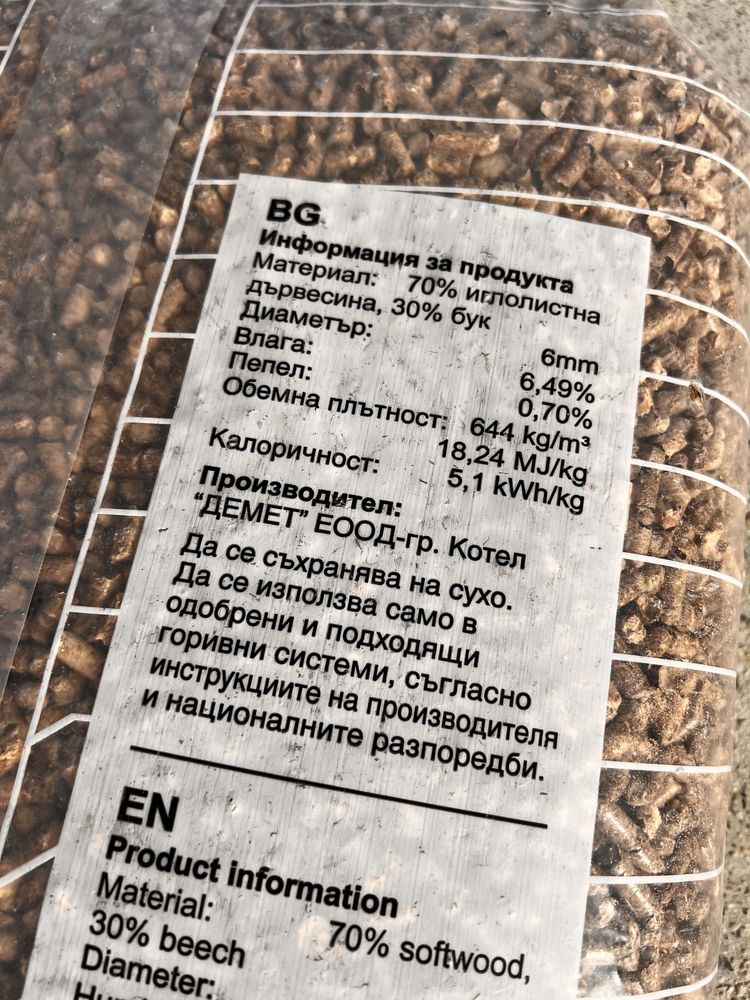 BG
Информация за продукта
Материал: 70% иглолистна
дървесина, 30% бук
Диаметър: 6mm
Влага: 6,49%
Пепел: 0,70%
Обемна плътност: 644 kg/m³
18,24 MJ/kg
Калоричност: 5,1 kWh/kg
Производител:
“ДЕМЕТ” ЕООД-гр. Котел
Да се съхранява на сухо.
Да се използва само в
одобрени и подходящи
горивни системи, съгласно
инструкциите на производителя
и националните разпоредби.
EN
Product information
Material: 70% softwood,
30% beech
Diameter: